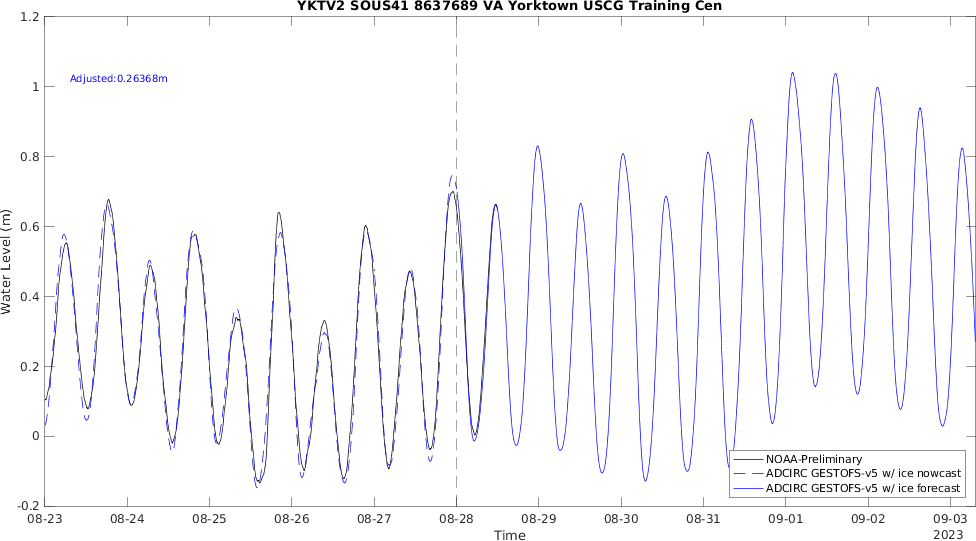 YKTV2 SOUS41 8637689 VA Yorktown USCG Training Cen
1.2
1
0.8
0.6
0.4
0.2
0
-0.2
Water Level (m)
Adjusted:0.26368m
NOAA-Preliminary
ADCIRC GESTOFS-v5 w/ ice nowcast
ADCIRC GESTOFS-v5 w/ ice forecast
08-23 08-24 08-25 08-26 08-27 08-28 08-29 08-30 08-31 09-01 09-02 09-03
Time
2023